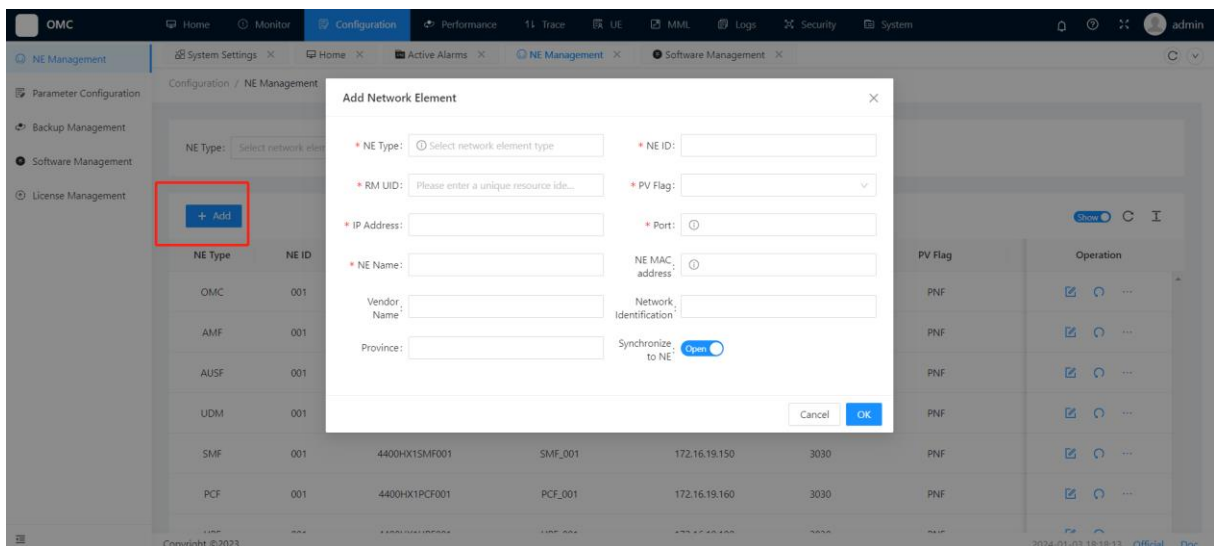 OMC Home Monitor Configuration Performance Trace UE MML Logs Security System admin
System Settings Home Active Alarms NE Management Software Management
NE Management
Parameter Configuration
Backup Management
Software Management
License Management
Configuration / NE Management
NE Type: Select network elem
+ Add
Show
Add Network Element
* NE Type: Select network element type
* NE ID:
* RM UID: Please enter a unique resource ide...
* PV Flag:
* IP Address:
* Port:
* NE Name:
NE MAC address:
Vendor Name:
Network Identification:
Province:
Synchronize to NE: Open
Cancel OK
NE Type NE ID PV Flag Operation
OMC 001 PNF ...
AMF 001 PNF ...
AUSF 001 PNF ...
UDM 001 PNF ...
SMF 001 4400HX1SMF001 SMF_001 172.16.19.150 3030 PNF ...
PCF 001 4400HX1PCF001 PCF_001 172.16.19.160 3030 PNF ...
Copyright ©2023 Official Doc